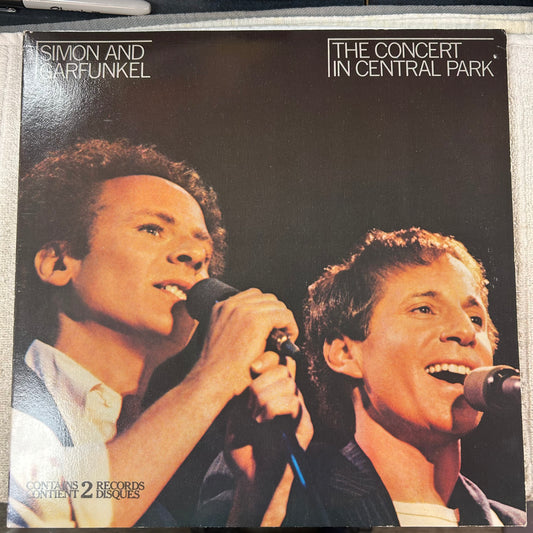 SIMON AND
GARFUNKEL
THE CONCERT
IN CENTRAL PARK
CONTAINS 2 RECORDS
CONTIENT DISQUES